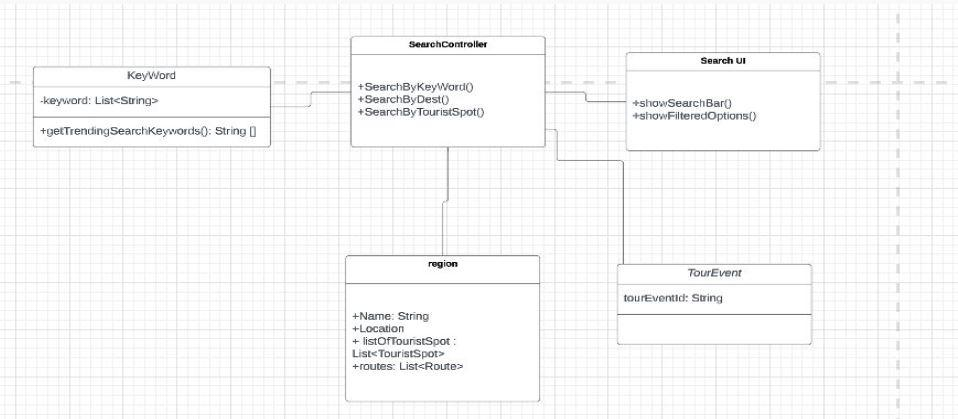 KeyWord
-keyword: List<String>
+getTrendingSearchKeywords(): String []
SearchController
+SearchByKeyWord()
+SearchByDest()
+SearchByTouristSpot()
Search UI
+showSearchBar()
+showFilteredOptions()
region
+Name: String
+Location
+ listOfTouristSpot :
List<TouristSpot>
+routes: List<Route>
TourEvent
tourEventId: String